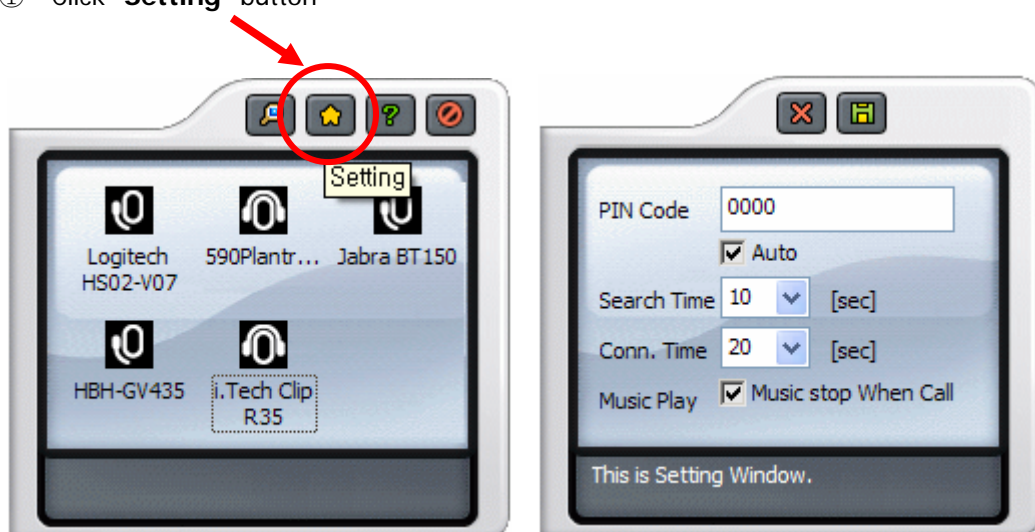 ① Click "Setting" button
Setting
Logitech
HS02-V07
590Plantr...
Jabra BT150
HBH-GV435
i.Tech Clip
R35
PIN Code 0000
Auto
Search Time 10 [sec]
Conn. Time 20 [sec]
Music Play Music stop When Call
This is Setting Window.